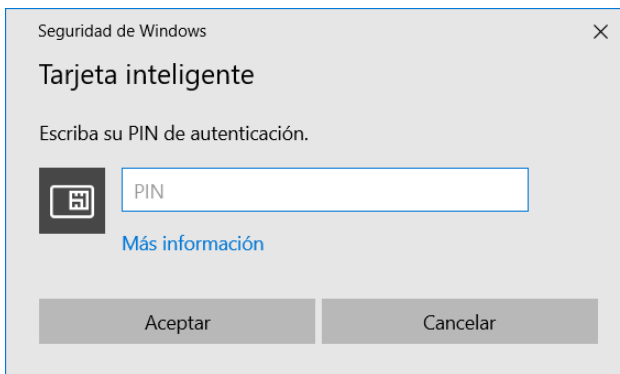 Seguridad de Windows
Tarjeta inteligente
Escriba su PIN de autenticación.
PIN
Más información
Aceptar
Cancelar